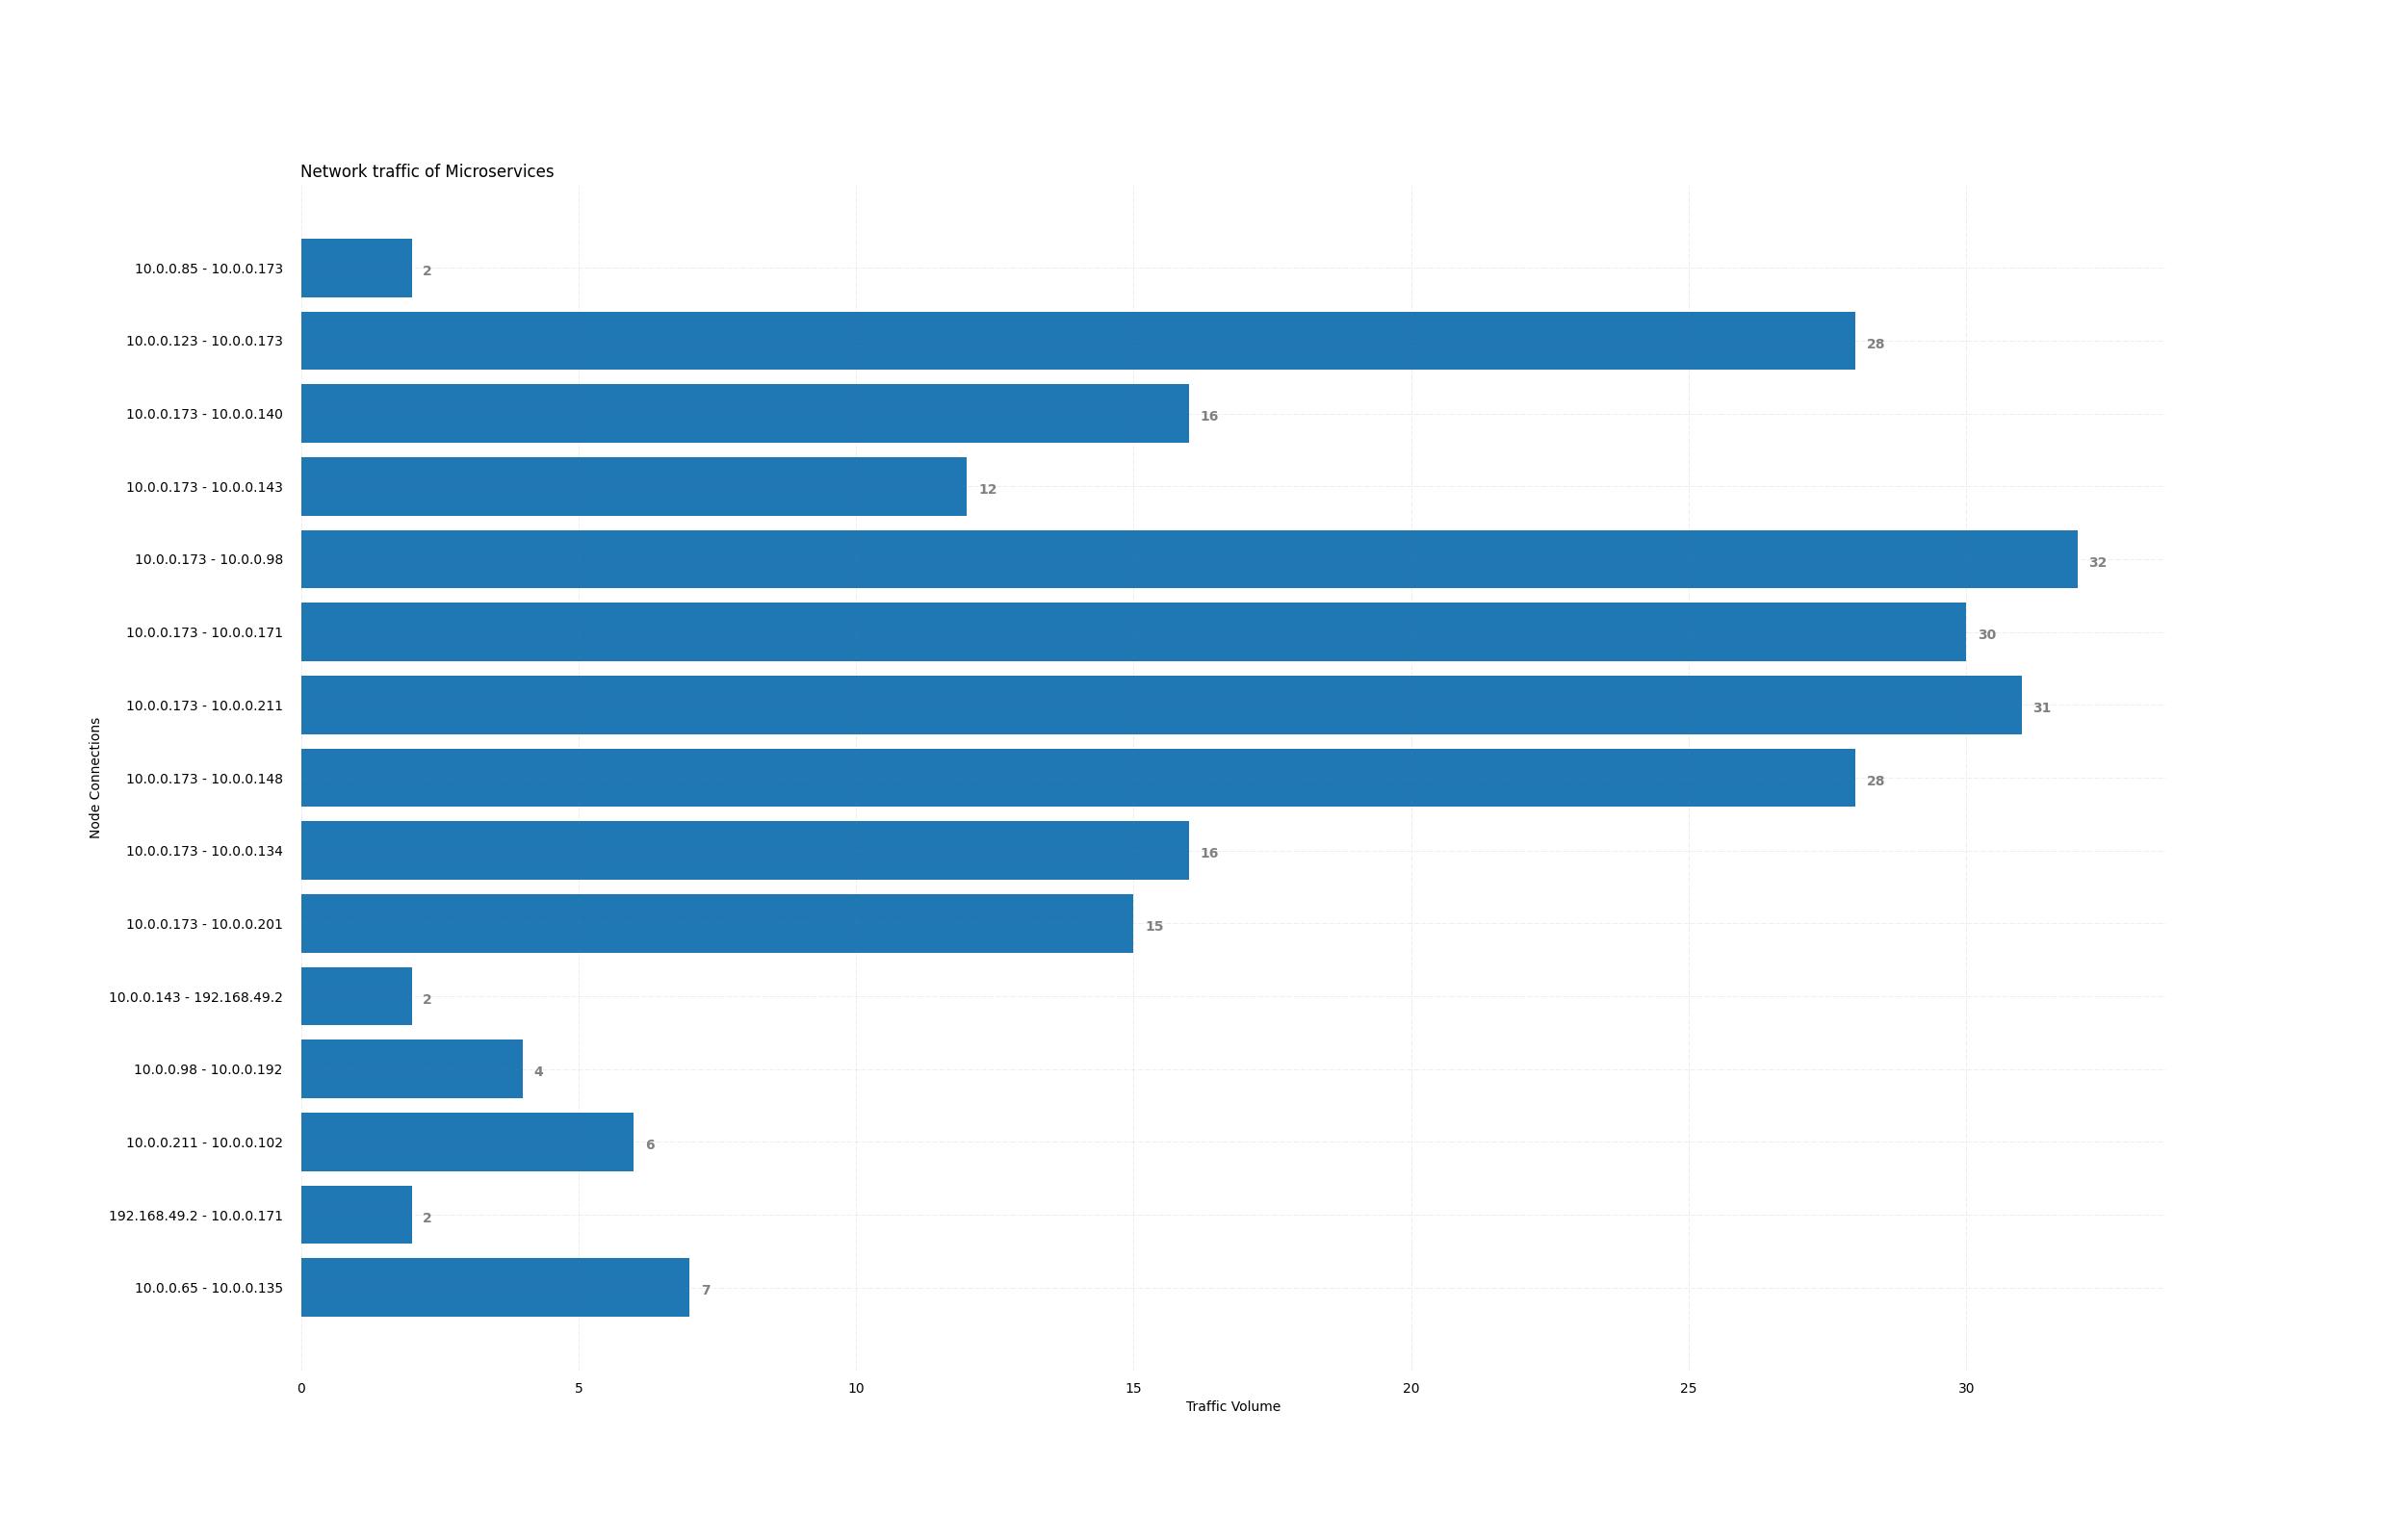 Network traffic of Microservices
10.0.0.85 - 10.0.0.173
2
10.0.0.123 - 10.0.0.173
28
10.0.0.173 - 10.0.0.140
16
10.0.0.173 - 10.0.0.143
12
10.0.0.173 - 10.0.0.98
32
10.0.0.173 - 10.0.0.171
30
10.0.0.173 - 10.0.0.211
31
10.0.0.173 - 10.0.0.148
28
10.0.0.173 - 10.0.0.134
16
10.0.0.173 - 10.0.0.201
15
10.0.0.143 - 192.168.49.2
2
10.0.0.98 - 10.0.0.192
4
10.0.0.211 - 10.0.0.102
6
192.168.49.2 - 10.0.0.171
2
10.0.0.65 - 10.0.0.135
7
Node Connections
0 5 10 15 20 25 30
Traffic Volume